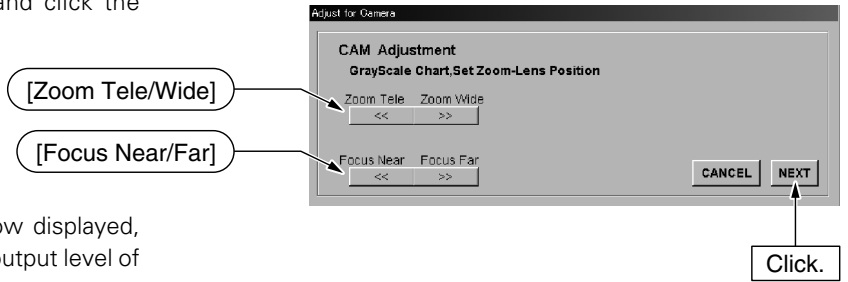 and click the
Adjust for Camera
CAM Adjustment
GrayScale Chart,Set Zoom-Lens Position
[Zoom Tele/Wide]
Zoom Tele Zoom Wide
<< >>
[Focus Near/Far]
Focus Near Focus Far
<< >>
CANCEL NEXT
ow displayed,
output level of
Click.